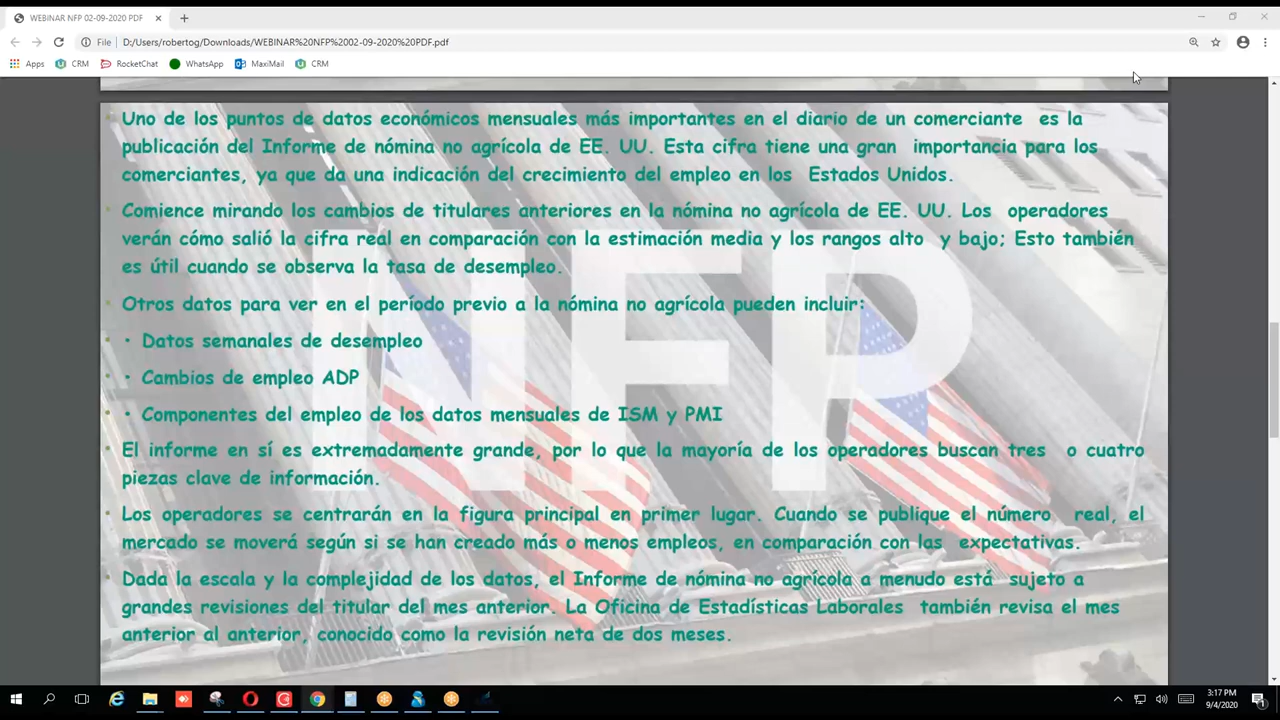 WEBINAR NFP 02-09-2020 PDF
File
D:/Users/robertog/Downloads/WEBINAR%20NFP%2002-09-2020%20PDF.pdf
Apps CRM RocketChat WhatsApp MaxiMail CRM
Uno de los puntos de datos económicos mensuales más importantes en el diario de un comerciante es la
publicación del Informe de nómina no agrícola de EE. UU. Esta cifra tiene una gran importancia para los
comerciantes, ya que da una indicación del crecimiento del empleo en los Estados Unidos.
Comience mirando los cambios de titulares anteriores en la nómina no agrícola de EE. UU. Los operadores
verán cómo salió la cifra real en comparación con la estimación media y los rangos alto y bajo; Esto también
es útil cuando se observa la tasa de desempleo.
Otros datos para ver en el período previo a la nómina no agrícola pueden incluir:
• Datos semanales de desempleo
• Cambios de empleo ADP
• Componentes del empleo de los datos mensuales de ISM y PMI
El informe en sí es extremadamente grande, por lo que la mayoría de los operadores buscan tres o cuatro
piezas clave de información.
Los operadores se centrarán en la figura principal en primer lugar. Cuando se publique el número real, el
mercado se moverá según si se han creado más o menos empleos, en comparación con las expectativas.
Dada la escala y la complejidad de los datos, el Informe de nómina no agrícola a menudo está sujeto a
grandes revisiones del titular del mes anterior. La Oficina de Estadísticas Laborales también revisa el mes
anterior al anterior, conocido como la revisión neta de dos meses.
NFP
3:17 PM
9/4/2020